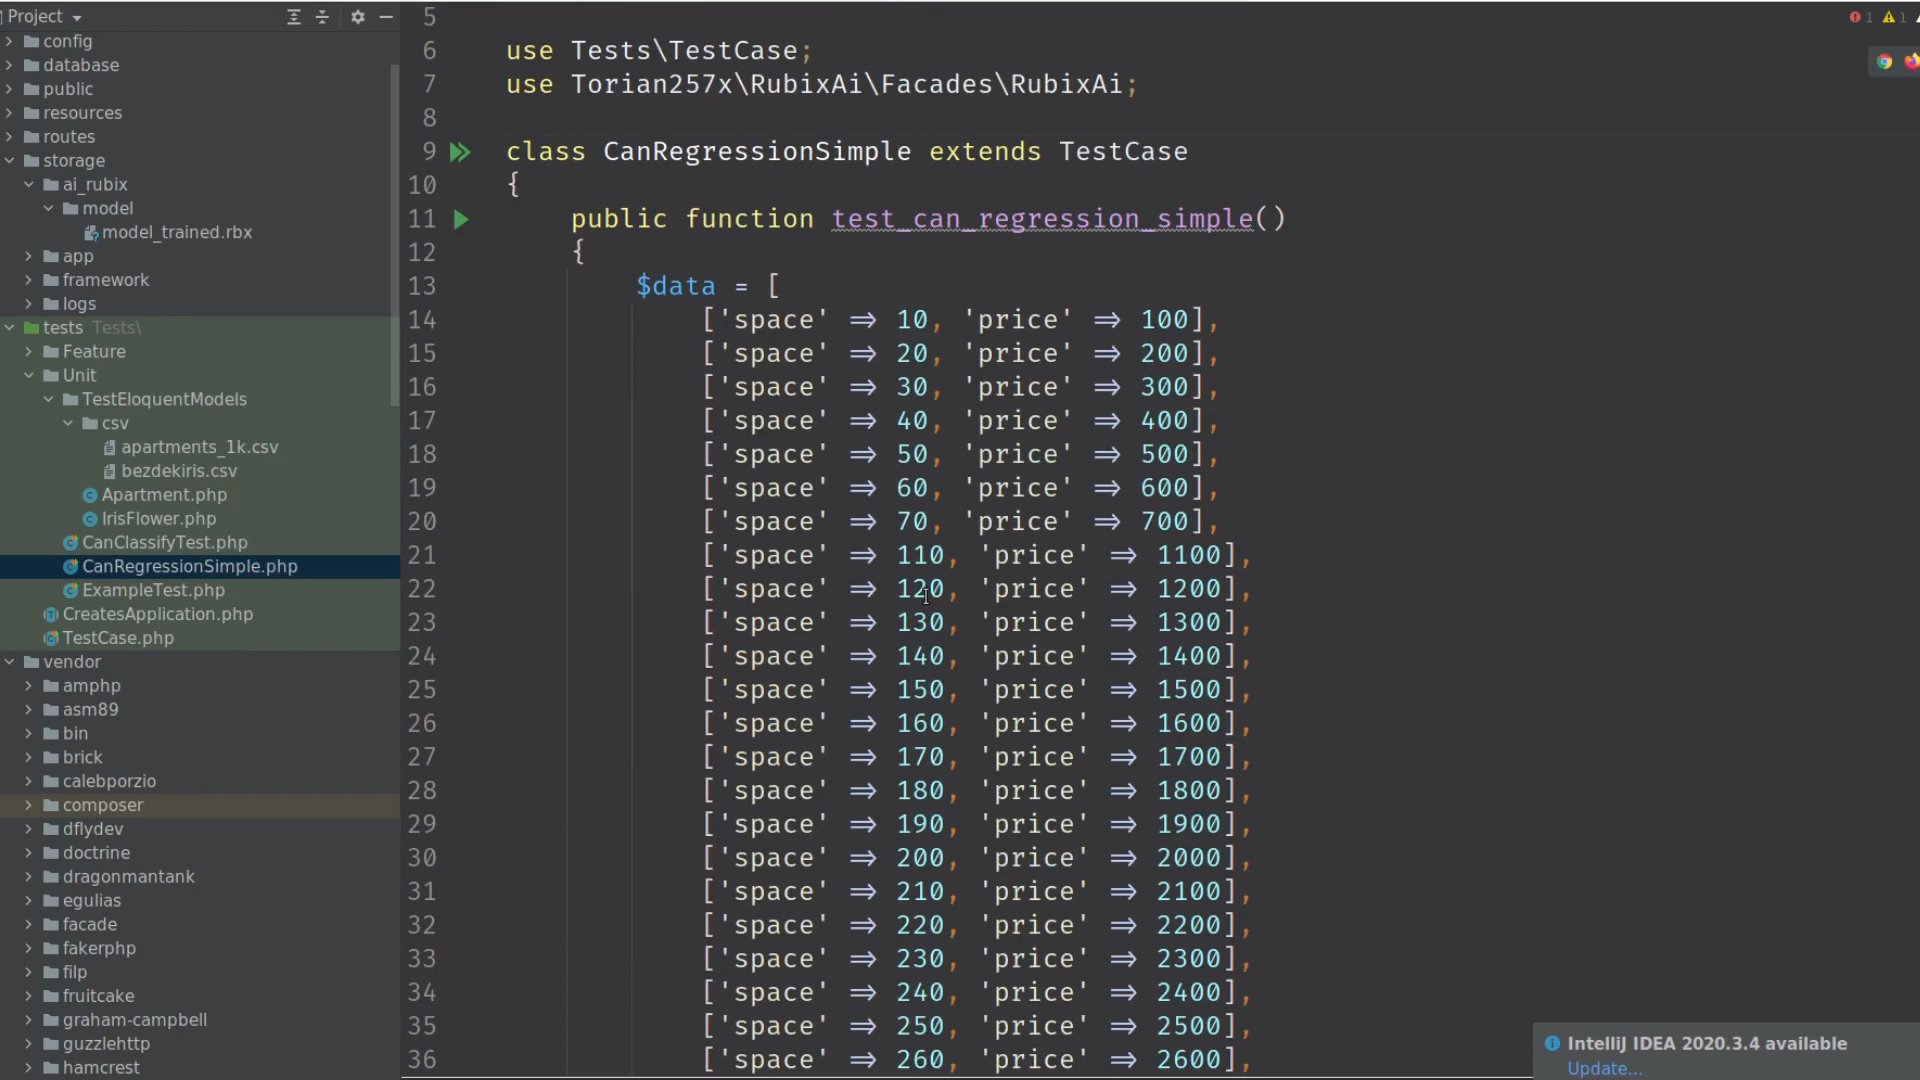 Project
config
database
public
resources
routes
storage
ai_rubix
model
model_trained.rbx
app
framework
logs
tests Tests\
Feature
Unit
TestEloquentModels
csv
apartments_1k.csv
bezdekiris.csv
Apartment.php
IrisFlower.php
CanClassifyTest.php
CanRegressionSimple.php
ExampleTest.php
CreatesApplication.php
TestCase.php
vendor
amphp
asm89
bin
brick
calebporzio
composer
dflydev
doctrine
dragonmantank
egulias
facade
fakerphp
filp
fruitcake
graham-campbell
guzzlehttp
hamcrest
5
6 use Tests\TestCase;
7 use Torian257x\RubixAi\Facades\RubixAi;
8
9 class CanRegressionSimple extends TestCase
10 {
11 public function test_can_regression_simple()
12 {
13 $data = [
14 ['space' => 10, 'price' => 100],
15 ['space' => 20, 'price' => 200],
16 ['space' => 30, 'price' => 300],
17 ['space' => 40, 'price' => 400],
18 ['space' => 50, 'price' => 500],
19 ['space' => 60, 'price' => 600],
20 ['space' => 70, 'price' => 700],
21 ['space' => 110, 'price' => 1100],
22 ['space' => 120, 'price' => 1200],
23 ['space' => 130, 'price' => 1300],
24 ['space' => 140, 'price' => 1400],
25 ['space' => 150, 'price' => 1500],
26 ['space' => 160, 'price' => 1600],
27 ['space' => 170, 'price' => 1700],
28 ['space' => 180, 'price' => 1800],
29 ['space' => 190, 'price' => 1900],
30 ['space' => 200, 'price' => 2000],
31 ['space' => 210, 'price' => 2100],
32 ['space' => 220, 'price' => 2200],
33 ['space' => 230, 'price' => 2300],
34 ['space' => 240, 'price' => 2400],
35 ['space' => 250, 'price' => 2500],
36 ['space' => 260, 'price' => 2600],
1 1
IntelliJ IDEA 2020.3.4 available
Update...